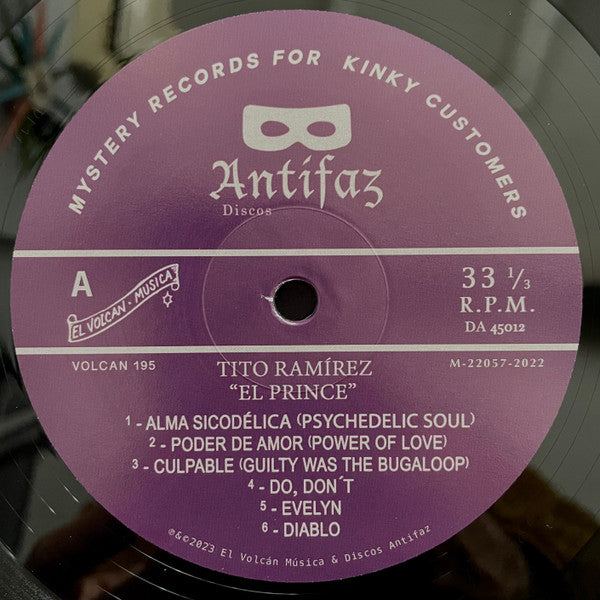 MYSTERY RECORDS FOR KINKY CUSTOMERS
Antifaz
Discos
A
EL VOLCAN · MUSICA
33 ⅓
R.P.M.
DA 45012
VOLCAN 195
M-22057-2022
TITO RAMÍREZ
“EL PRINCE”
1 - ALMA SICODÉLICA (PSYCHEDELIC SOUL)
2 - PODER DE AMOR (POWER OF LOVE)
3 - CULPABLE (GUILTY WAS THE BUGALOOP)
4 - DO, DON´T
5 - EVELYN
6 - DIABLO
℗&©2023 El Volcán Música & Discos Antifaz